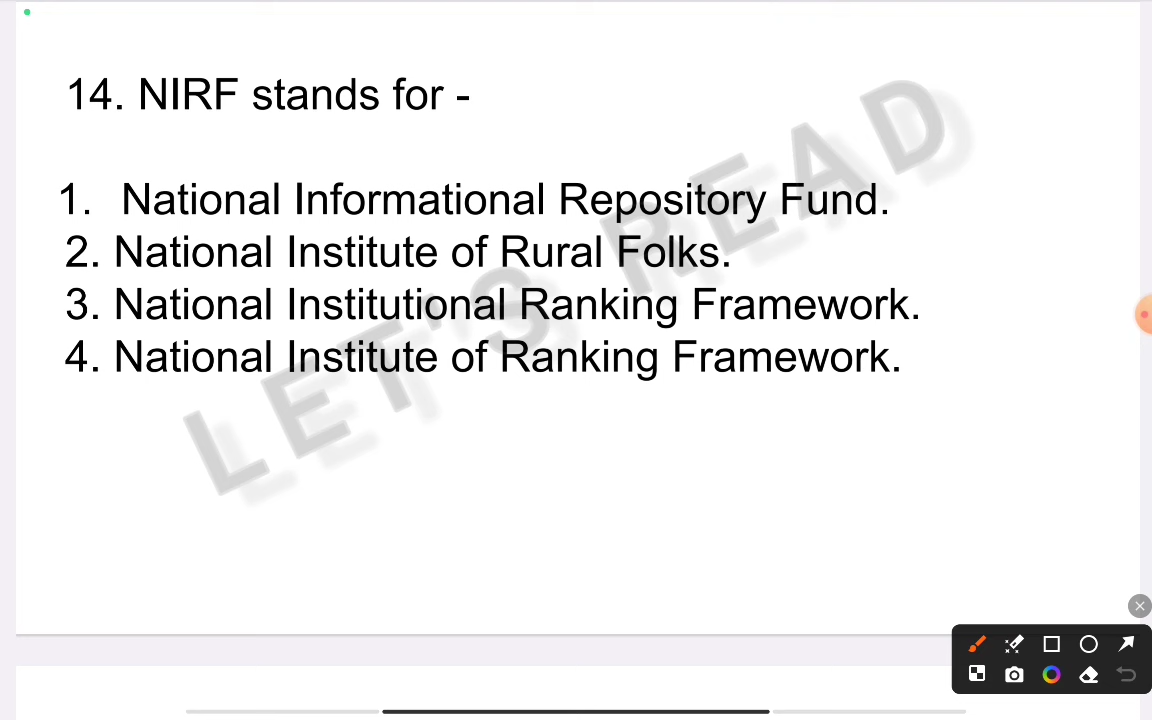 14. NIRF stands for -
1. National Informational Repository Fund.
2. National Institute of Rural Folks.
3. National Institutional Ranking Framework.
4. National Institute of Ranking Framework.
LET'S READ